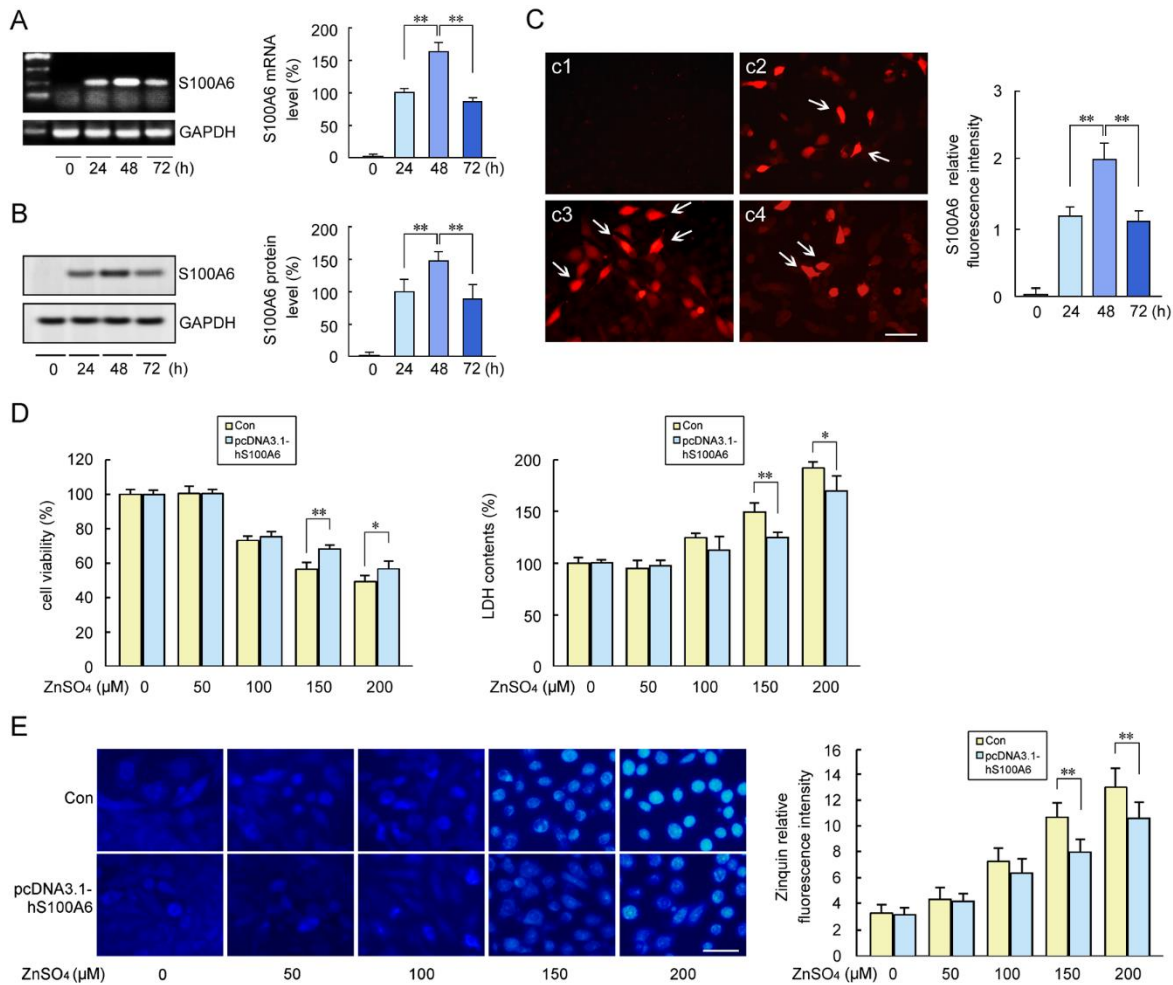 A
S100A6
GAPDH
0 24 48 72 (h)
S100A6 mRNA
level (%)
200
150
100
50
0
** **
0 24 48 72 (h)
B
S100A6
GAPDH
0 24 48 72 (h)
S100A6 protein
level (%)
200
150
100
50
0
** **
0 24 48 72 (h)
C
c1
c2
c3
c4
S100A6 relative
fluorescence intensity
3
2
1
0
** **
0 24 48 72 (h)
D
Con
pcDNA3.1-
hS100A6
cell viability (%)
120
100
80
60
40
20
0
**
*
ZnSO4 (µM) 0 50 100 150 200
Con
pcDNA3.1-
hS100A6
LDH contents (%)
200
150
100
50
0
**
*
ZnSO4 (µM) 0 50 100 150 200
E
Con
pcDNA3.1-
hS100A6
ZnSO4 (µM) 0 50 100 150 200
Con
pcDNA3.1-
hS100A6
Zinquin relative
fluorescence intensity
16
14
12
10
8
6
4
2
0
**
**
ZnSO4 (µM) 0 50 100 150 200